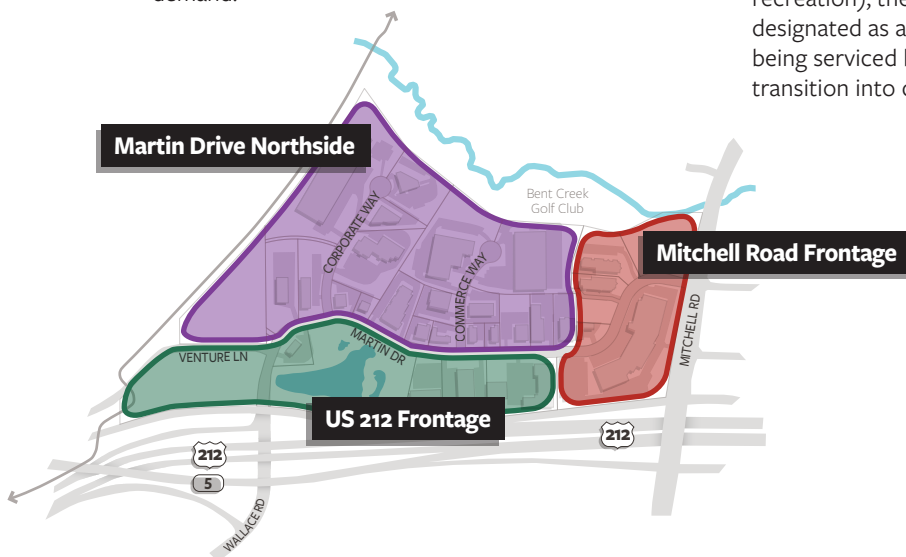 demand.
recreation), the
designated as a
being serviced
transition into
Martin Drive Northside
Bent Creek
Golf Club
CORPORATE WAY
Mitchell Road Frontage
COMMERCE WAY
MITCHELL RD
VENTURE LN
MARTIN DR
US 212 Frontage
212
212
5
WALLACE RD